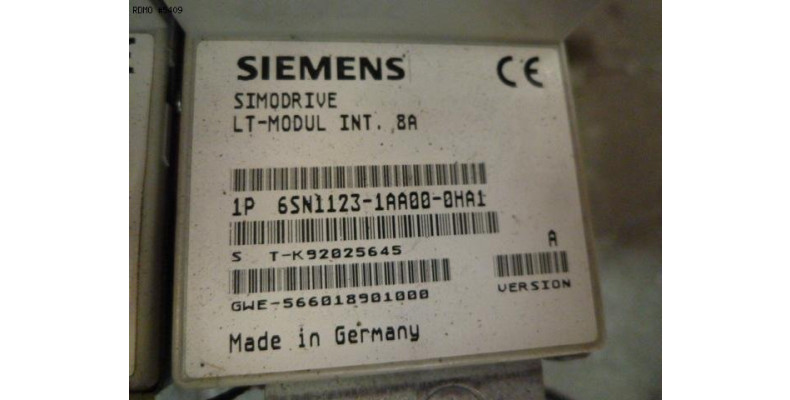 RDMO
SIEMENS
CE
SIMODRIVE
LT-MODUL INT. 8A
1P 6SN1123-1AA00-0HA1
S T-K92025645
A
GWE-566018901000
VERSION
Made in Germany